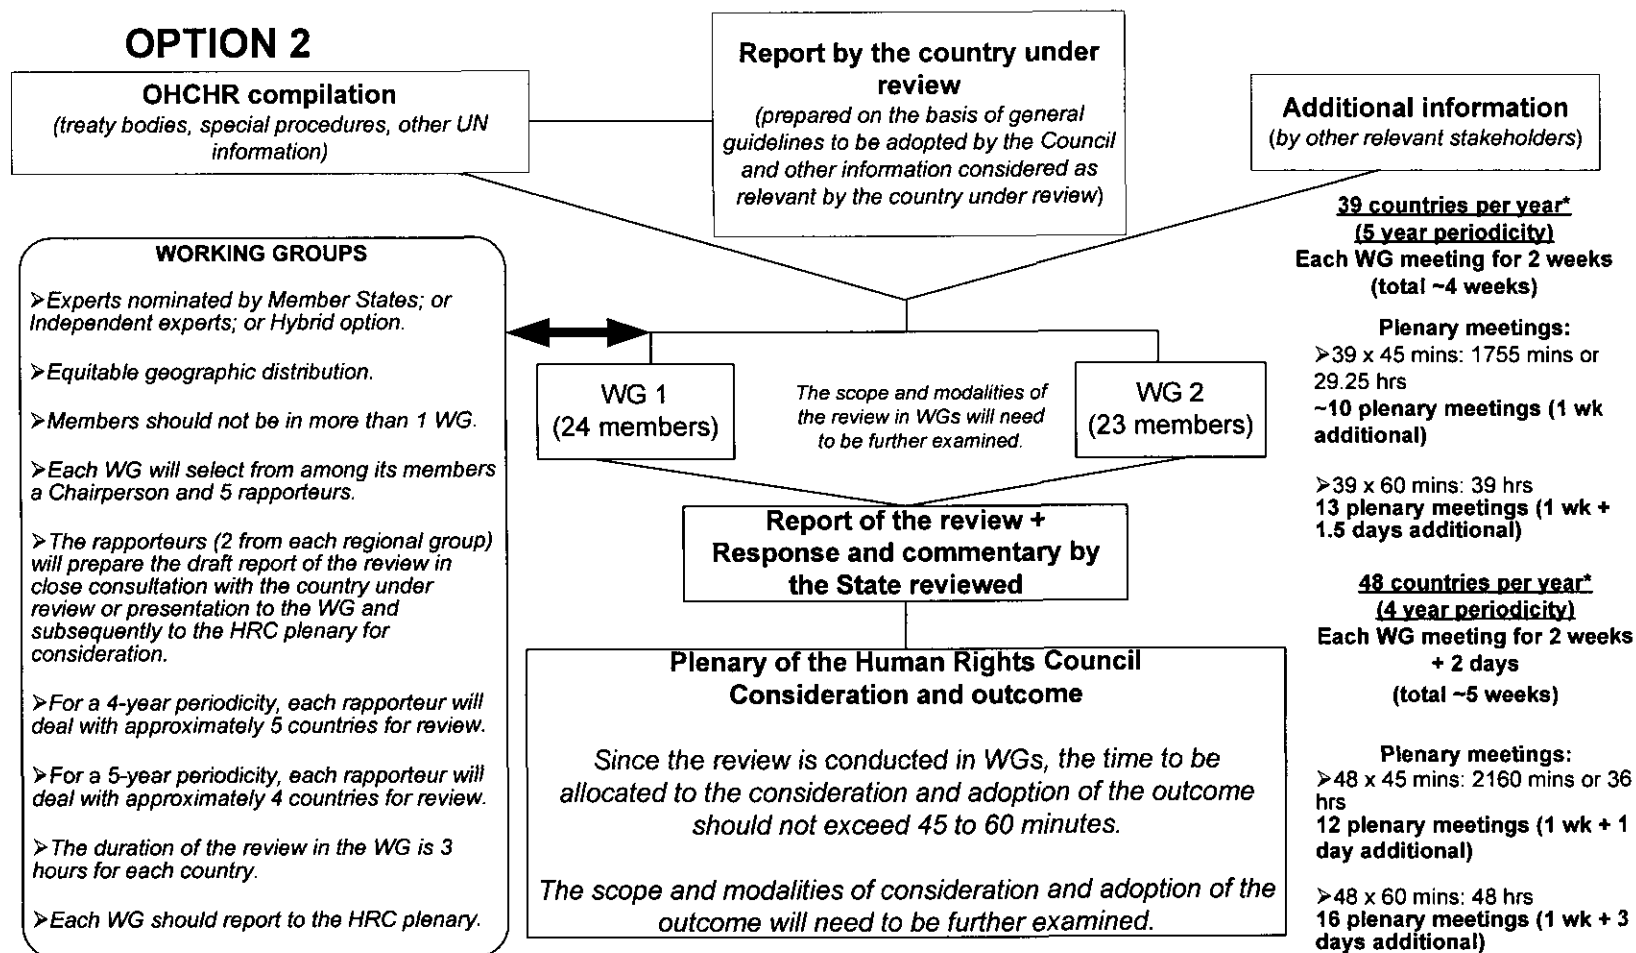 OPTION 2
OHCHR compilation
(treaty bodies, special procedures, other UN
information)
Report by the country under
review
(prepared on the basis of general
guidelines to be adopted by the Council
and other information considered as
relevant by the country under review)
Additional information
(by other relevant stakeholders)
WORKING GROUPS
➢Experts nominated by Member States; or
Independent experts; or Hybrid option.
➢Equitable geographic distribution.
➢Members should not be in more than 1 WG.
➢Each WG will select from among its members
a Chairperson and 5 rapporteurs.
➢The rapporteurs (2 from each regional group)
will prepare the draft report of the review in
close consultation with the country under
review or presentation to the WG and
subsequently to the HRC plenary for
consideration.
➢For a 4-year periodicity, each rapporteur will
deal with approximately 5 countries for review.
➢For a 5-year periodicity, each rapporteur will
deal with approximately 4 countries for review.
➢The duration of the review in the WG is 3
hours for each country.
➢Each WG should report to the HRC plenary.
WG 1
(24 members)
The scope and modalities of
the review in WGs will need
to be further examined.
WG 2
(23 members)
Report of the review +
Response and commentary by
the State reviewed
Plenary of the Human Rights Council
Consideration and outcome
Since the review is conducted in WGs, the time to be
allocated to the consideration and adoption of the outcome
should not exceed 45 to 60 minutes.
The scope and modalities of consideration and adoption of the
outcome will need to be further examined.
39 countries per year*
(5 year periodicity)
Each WG meeting for 2 weeks
(total ~4 weeks)
Plenary meetings:
➢39 x 45 mins: 1755 mins or
29.25 hrs
~10 plenary meetings (1 wk
additional)
➢39 x 60 mins: 39 hrs
13 plenary meetings (1 wk +
1.5 days additional)
48 countries per year*
(4 year periodicity)
Each WG meeting for 2 weeks
+ 2 days
(total ~5 weeks)
Plenary meetings:
➢48 x 45 mins: 2160 mins or 36
hrs
12 plenary meetings (1 wk + 1
day additional)
➢48 x 60 mins: 48 hrs
16 plenary meetings (1 wk + 3
days additional)